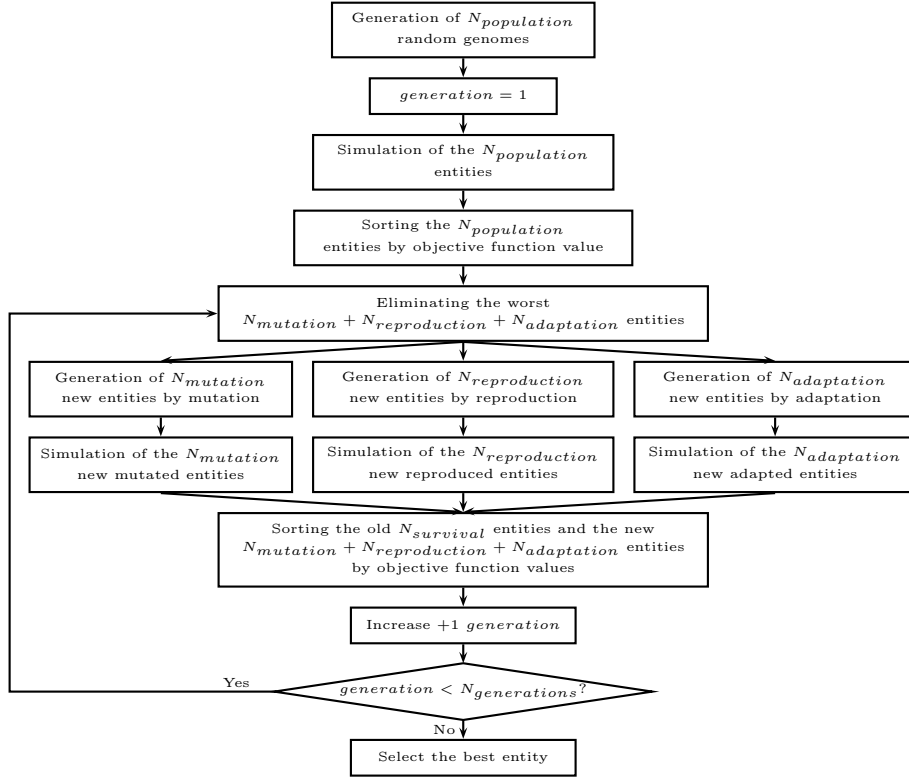 Generation of N_population
random genomes
generation = 1
Simulation of the N_population
entities
Sorting the N_population
entities by objective function value
Eliminating the worst
N_mutation + N_reproduction + N_adaptation entities
Generation of N_mutation
new entities by mutation
Generation of N_reproduction
new entities by reproduction
Generation of N_adaptation
new entities by adaptation
Simulation of the N_mutation
new mutated entities
Simulation of the N_reproduction
new reproduced entities
Simulation of the N_adaptation
new adapted entities
Sorting the old N_survival entities and the new
N_mutation + N_reproduction + N_adaptation entities
by objective function values
Increase +1 generation
Yes
generation < N_generations?
No
Select the best entity